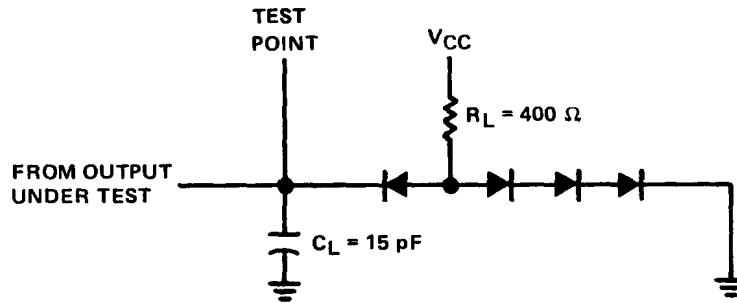 TEST
POINT
VCC
RL = 400 Ω
FROM OUTPUT
UNDER TEST
CL = 15 pF